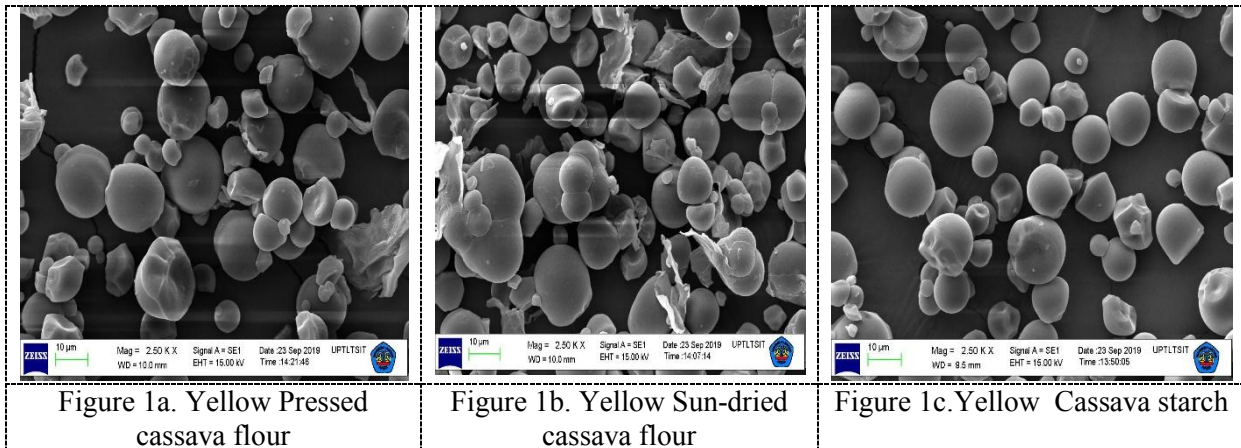 10 µm
ZEISS
Mag = 2.50 K X Signal A = SE1 Date :23 Sep 2019 UPTLTSIT
WD = 10.0 mm EHT = 15.00 kV Time :14:21:46
10 µm
ZEISS
Mag = 2.50 K X Signal A = SE1 Date :23 Sep 2019 UPTLTSIT
WD = 10.0 mm EHT = 15.00 kV Time :14:07:14
10 µm
ZEISS
Mag = 2.50 K X Signal A = SE1 Date :23 Sep 2019 UPTLTSIT
WD = 9.5 mm EHT = 15.00 kV Time :13:50:05
Figure 1a. Yellow Pressed
cassava flour
Figure 1b. Yellow Sun-dried
cassava flour
Figure 1c.Yellow Cassava starch